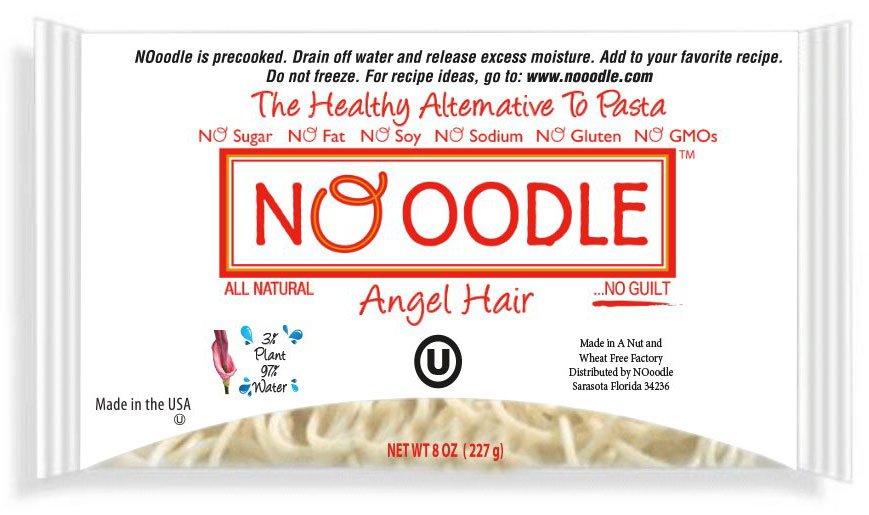 NOoodle is precooked. Drain off water and release excess moisture. Add to your favorite recipe.
Do not freeze. For recipe ideas, go to: www.nooodle.com
The Healthy Alternative To Pasta
NO Sugar NO Fat NO Soy NO Sodium NO Gluten NO GMOs
NO OODLE TM
ALL NATURAL
...NO GUILT
Angel Hair
3%
Plant
97%
Water
U
Made in A Nut and
Wheat Free Factory
Distributed by NOoodle
Sarasota Florida 34236
Made in the USA
U
NET WT 8 OZ ( 227 g)